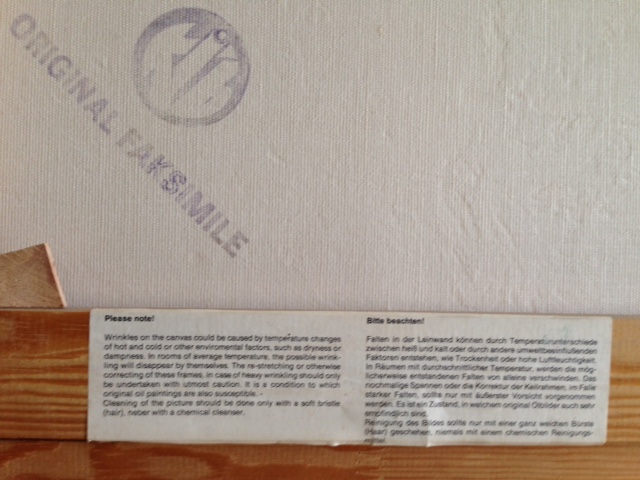 ORIGINAL FAKSIMILE
Please note!
Wrinkles on the canvas could be caused by temperature changes
of hot and cold or other enviromental factors, such as dryness or
dampness. In rooms of average temperature, the possible wrink-
ling will disappear by themselves. The re-stretching or otherwise
correcting of these frames, in case of heavy wrinkling should only
be undertaken with utmost caution. It is a condition to which
original oil paintings are also susceptible. -
Cleaning of the picture should be done only with a soft bristle
(hair), neber with a chemical cleanser.
Bitte beachten!
Falten in der Leinwand können durch Temperaturunterschiede
zwischen heiß und kalt oder durch andere umweltbeeinflußenden
Faktoren entstehen, wie Trockenheit oder hohe Luftfeuchtigkeit.
In Räumen mit durchschnittlicher Temperatur, werden die mög-
licherweise entstandenen Falten von alleine verschwinden. Das
nochmalige Spannen oder die Korrektur der Keilrahmen, im Falle
starker Falten, sollte nur mit äußerster Vorsicht vorgenommen
werden. Es ist ein Zustand, in welchem original Ölbilder auch sehr
empfindlich sind.
Reinigung des Bildes sollte nur mit einer ganz weichen Bürste
(Haar) geschehen, niemals mit einem chemischen Reinigungs-
mittel.